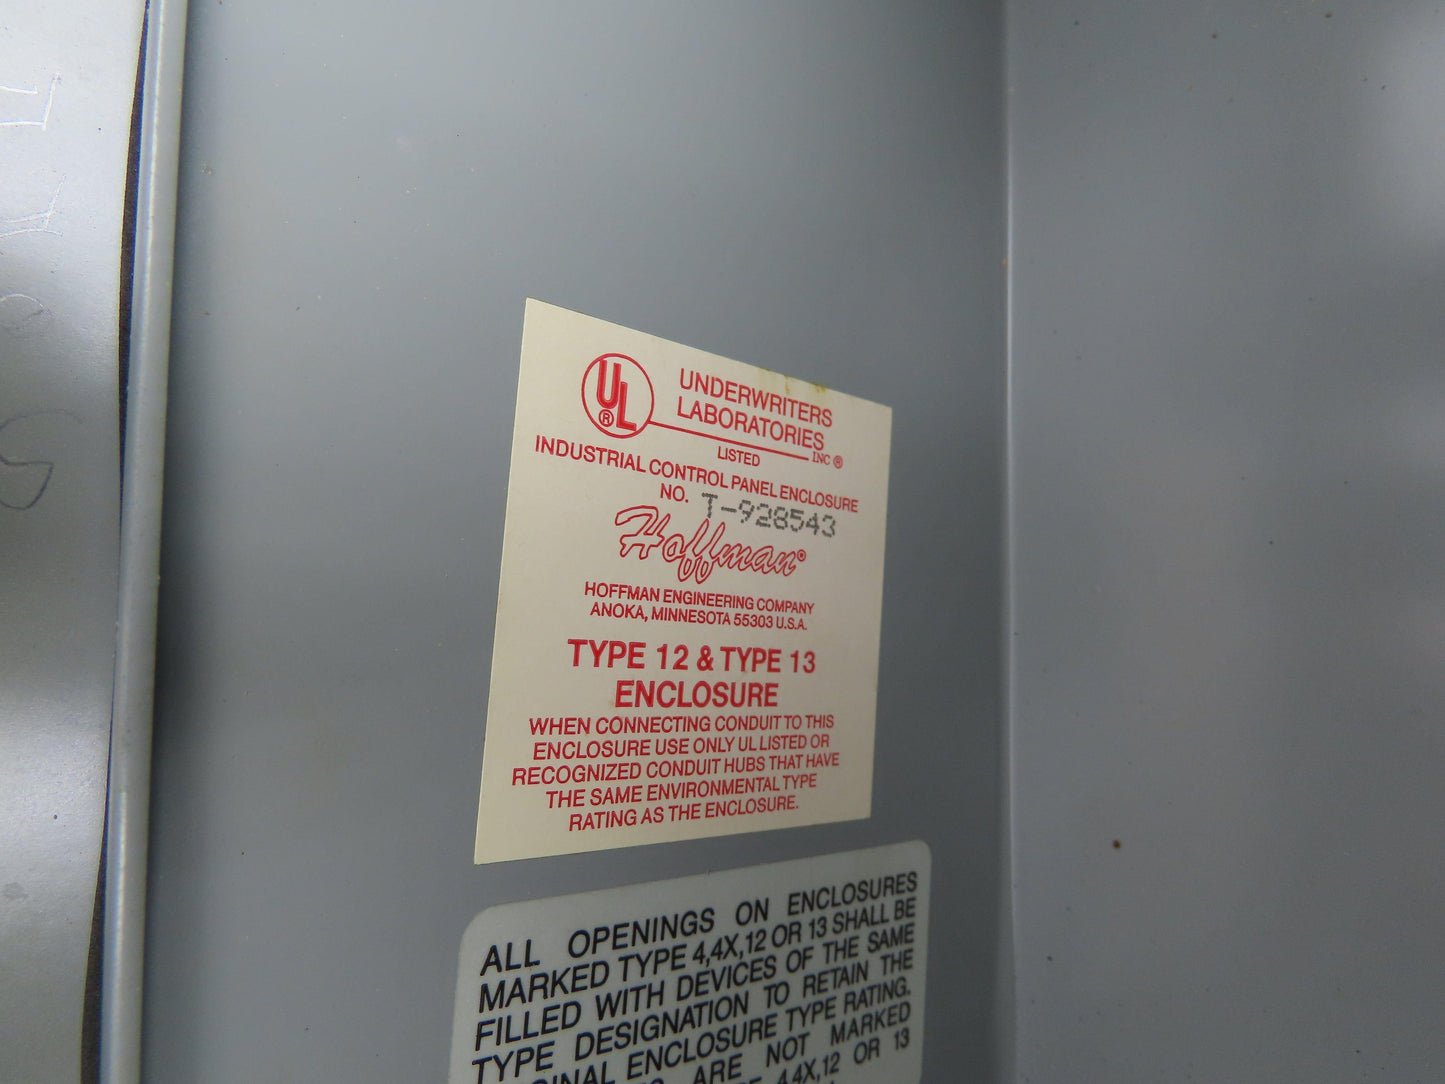 UL®
UNDERWRITERS
LABORATORIES
INC®
LISTED
INDUSTRIAL CONTROL PANEL ENCLOSURE
NO. T-928543
Hoffman®
HOFFMAN ENGINEERING COMPANY
ANOKA, MINNESOTA 55303 U.S.A.
TYPE 12 & TYPE 13
ENCLOSURE
WHEN CONNECTING CONDUIT TO THIS
ENCLOSURE USE ONLY UL LISTED OR
RECOGNIZED CONDUIT HUBS THAT HAVE
THE SAME ENVIRONMENTAL TYPE
RATING AS THE ENCLOSURE.
ALL OPENINGS ON ENCLOSURES
MARKED TYPE 4,4X,12 OR 13 SHALL BE
FILLED WITH DEVICES OF THE SAME
TYPE DESIGNATION TO RETAIN THE
ENCLOSURE TYPE RATING.
ARE NOT MARKED
4,4X,12 OR 13